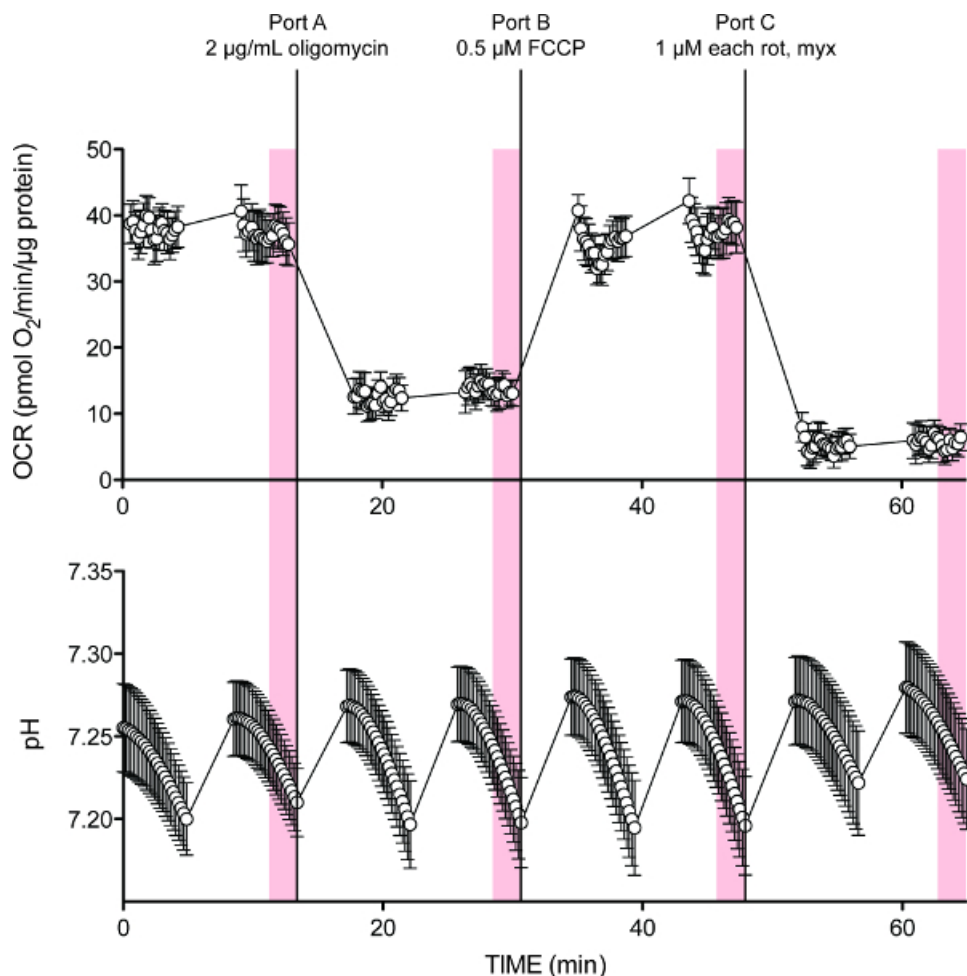 Port A Port B Port C
2 µg/mL oligomycin 0.5 µM FCCP 1 µM each rot, myx
OCR (pmol O₂/min/µg protein)
50
40
30
20
10
0
0 20 40 60
pH
7.35
7.30
7.25
7.20
0 20 40 60
TIME (min)